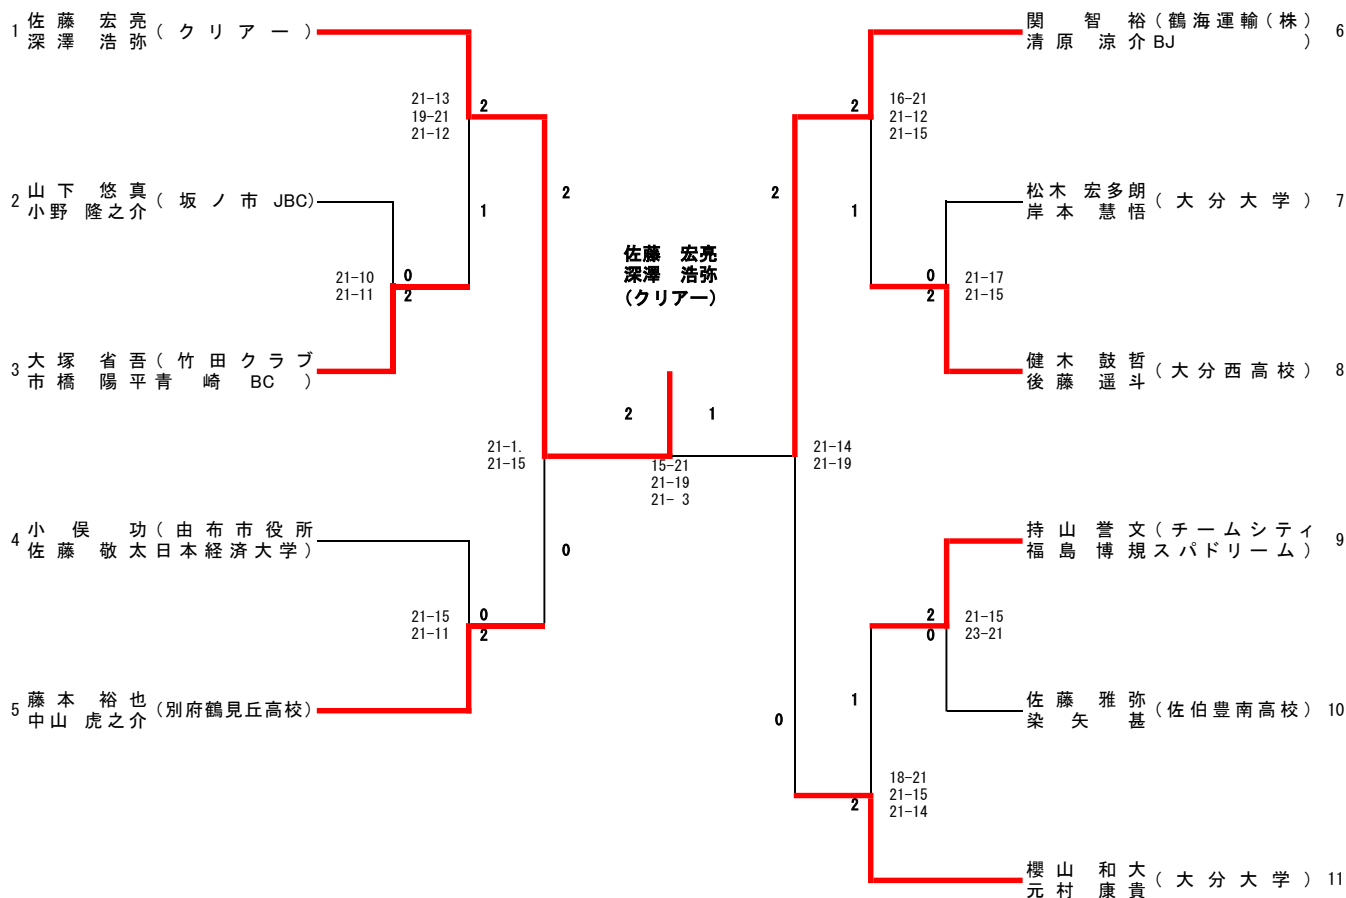 1 佐藤 宏亮 (クリアー)
深澤 浩弥
21-13
19-21
21-12
2
1
2 山下 悠真 (坂ノ市 JBC)
小野 隆之介
21-10
21-11
0
2
3 大塚 省吾 (竹田クラブ
市橋 陽平 青崎 BC)
2
21-1.
21-15
0
4 小俣 功 (由布市役所
佐藤 敬太 日本経済大学)
21-15
21-11
0
2
5 藤本 裕也 (別府鶴見丘高校)
中山 虎之介
佐藤 宏亮
深澤 浩弥
(クリアー)
2
1
15-21
21-19
21- 3
関 智裕 (鶴海運輸(株) 6
清原 涼介 BJ )
2
16-21
21-12
21-15
1
松木 宏多朗 (大分大学) 7
岸本 慧悟
0
2
21-17
21-15
健木 鼓哲 (大分西高校) 8
後藤 遥斗
2
21-14
21-19
0
持山 誉文 (チームシティ 9
福島 博規 スパドリーム)
2
0
21-15
23-21
佐藤 雅弥 (佐伯豊南高校) 10
染矢 甚
1
2
18-21
21-15
21-14
櫻山 和大 (大分大学) 11
元村 康貴